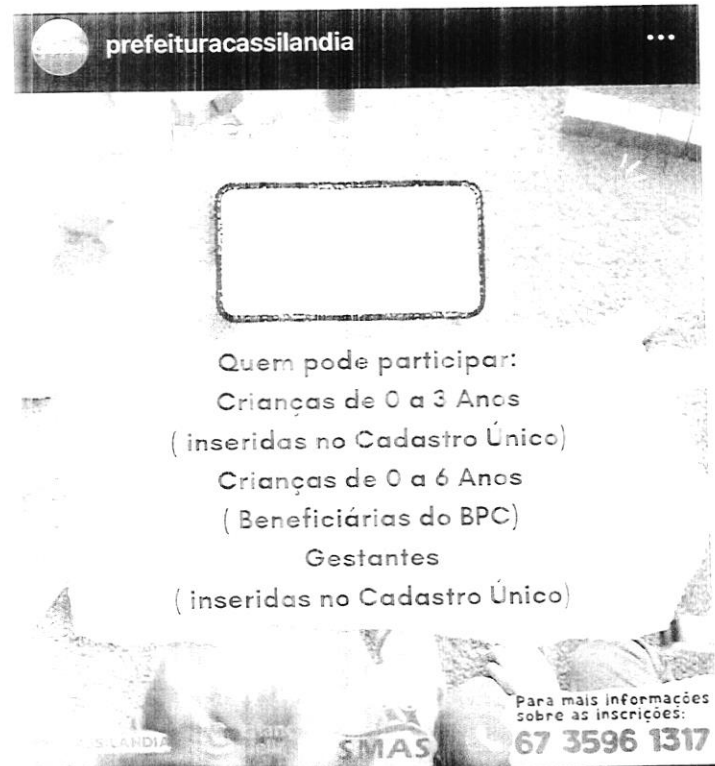 prefeituracassilandia
Quem pode participar:
Crianças de 0 a 3 Anos
( inseridas no Cadastro Único)
Crianças de 0 a 6 Anos
( Beneficiárias do BPC)
Gestantes
( inseridas no Cadastro Único)
Para mais informações
sobre as inscrições:
67 3596 1317
SMAS